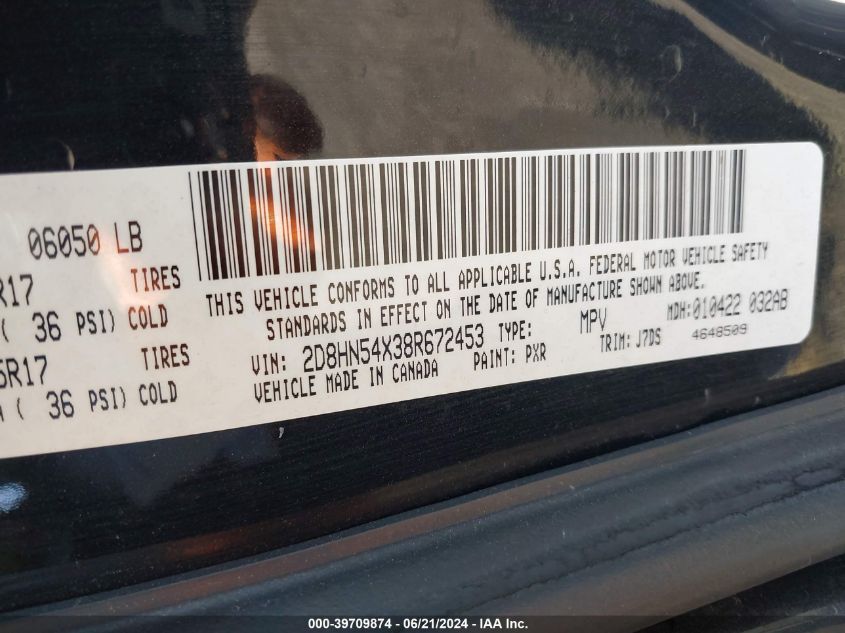 06050 LB
R17 TIRES
( 36 PSI) COLD
5R17 TIRES
( 36 PSI) COLD
THIS VEHICLE CONFORMS TO ALL APPLICABLE U.S.A. FEDERAL MOTOR VEHICLE SAFETY
STANDARDS IN EFFECT ON THE DATE OF MANUFACTURE SHOWN ABOVE.
VIN: 2D8HN54X38R672453 TYPE: MPV MDH: 010422 032AB
VEHICLE MADE IN CANADA PAINT: PXR TRIM: J7DS 4648509
000-39709874 - 06/21/2024 - IAA Inc.